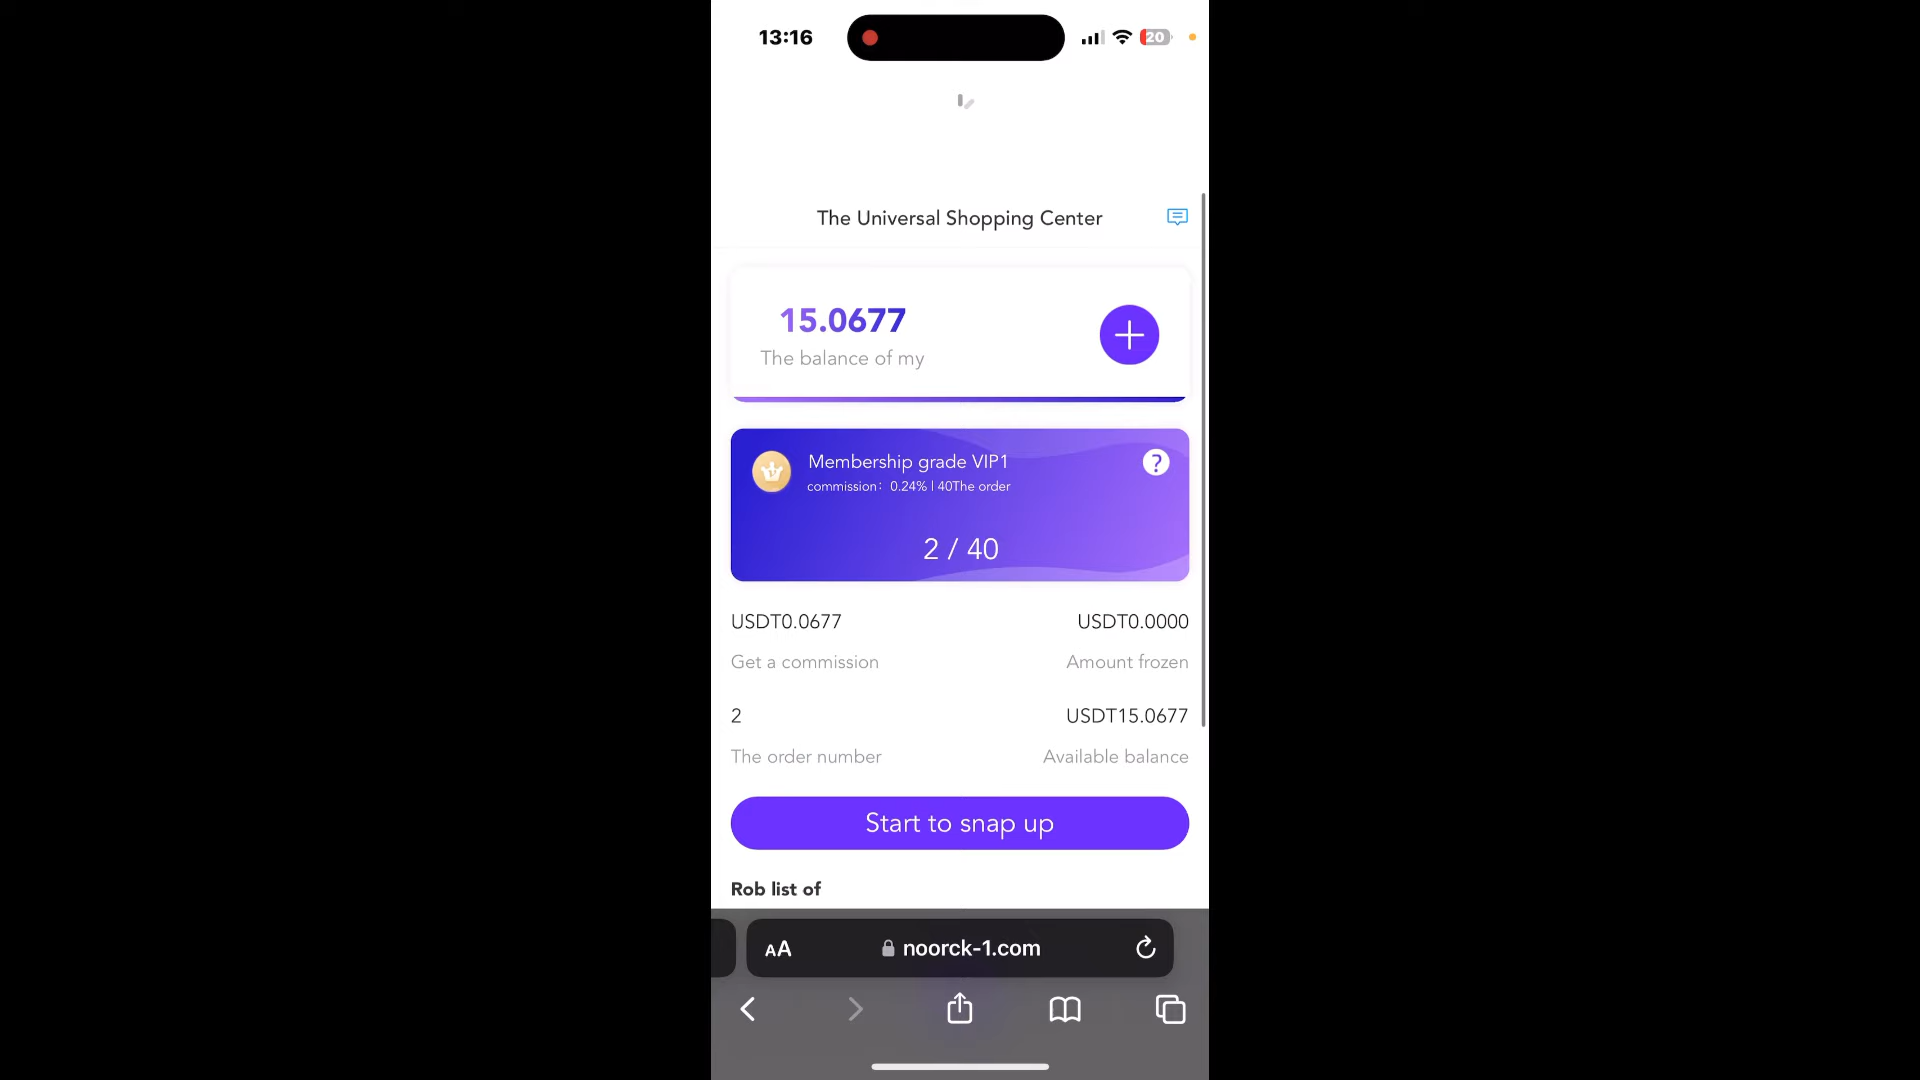 13:16
20
The Universal Shopping Center
15.0677
The balance of my
Membership grade VIP1
?
commission: 0.24% | 40The order
2 / 40
USDT0.0677 USDT0.0000
Get a commission Amount frozen
2 USDT15.0677
The order number Available balance
Start to snap up
Rob list of
AA noorck-1.com